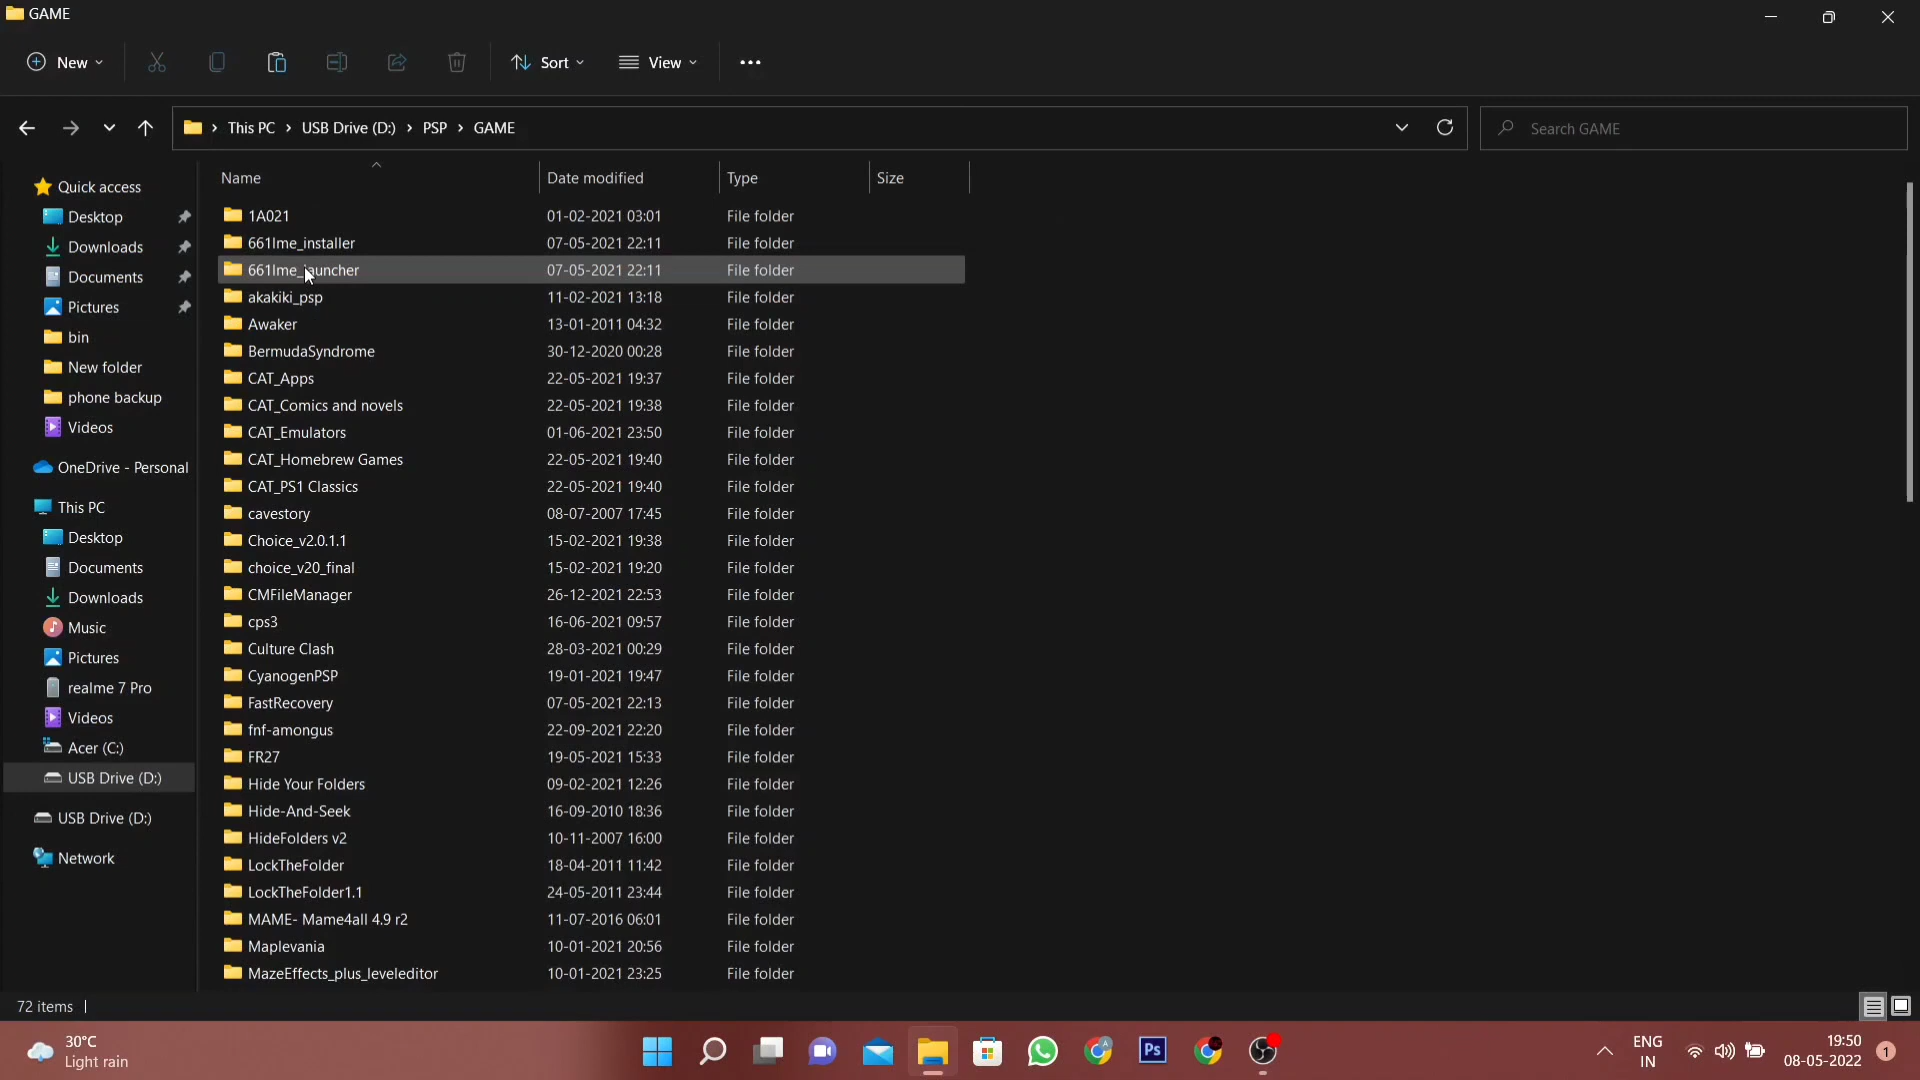 GAME
New
Sort
View
This PC > USB Drive (D:) > PSP > GAME
Search GAME
Quick access
Desktop
Downloads
Documents
Pictures
bin
New folder
phone backup
Videos
OneDrive - Personal
This PC
Desktop
Documents
Downloads
Music
Pictures
realme 7 Pro
Videos
Acer (C:)
USB Drive (D:)
USB Drive (D:)
Network
Name Date modified Type Size
1A021 01-02-2021 03:01 File folder
661lme_installer 07-05-2021 22:11 File folder
661lme_launcher 07-05-2021 22:11 File folder
akakiki_psp 11-02-2021 13:18 File folder
Awaker 13-01-2011 04:32 File folder
BermudaSyndrome 30-12-2020 00:28 File folder
CAT_Apps 22-05-2021 19:37 File folder
CAT_Comics and novels 22-05-2021 19:38 File folder
CAT_Emulators 01-06-2021 23:50 File folder
CAT_Homebrew Games 22-05-2021 19:40 File folder
CAT_PS1 Classics 22-05-2021 19:40 File folder
cavestory 08-07-2007 17:45 File folder
Choice_v2.0.1.1 15-02-2021 19:38 File folder
choice_v20_final 15-02-2021 19:20 File folder
CMFileManager 26-12-2021 22:53 File folder
cps3 16-06-2021 09:57 File folder
Culture Clash 28-03-2021 00:29 File folder
CyanogenPSP 19-01-2021 19:47 File folder
FastRecovery 07-05-2021 22:13 File folder
fnf-amongus 22-09-2021 22:20 File folder
FR27 19-05-2021 15:33 File folder
Hide Your Folders 09-02-2021 12:26 File folder
Hide-And-Seek 16-09-2010 18:36 File folder
HideFolders v2 10-11-2007 16:00 File folder
LockTheFolder 18-04-2011 11:42 File folder
LockTheFolder1.1 24-05-2011 23:44 File folder
MAME- Mame4all 4.9 r2 11-07-2016 06:01 File folder
Maplevania 10-01-2021 20:56 File folder
MazeEffects_plus_leveleditor 10-01-2021 23:25 File folder
72 items
30°C
Light rain
Ps
ENG
IN
19:50
08-05-2022
1